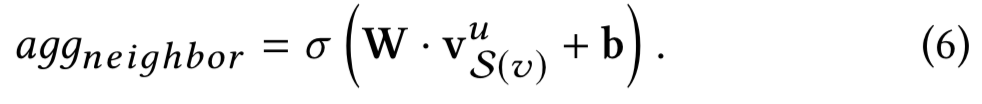 agg_{neighbor} = σ (W · v^u_{S(v)} + b) . (6)